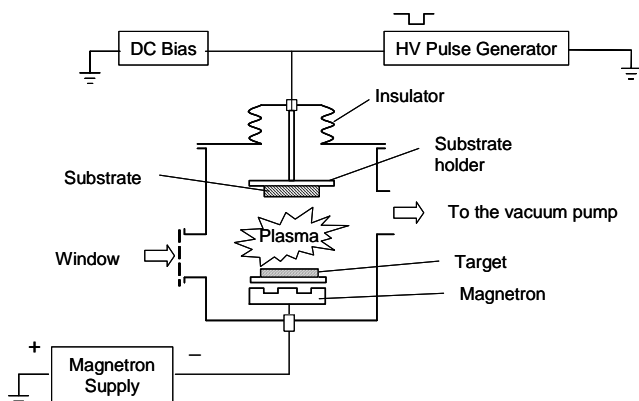 DC Bias
HV Pulse Generator
Insulator
Substrate
holder
Substrate
To the vacuum pump
Plasma
Window
Target
Magnetron
+
–
Magnetron
Supply